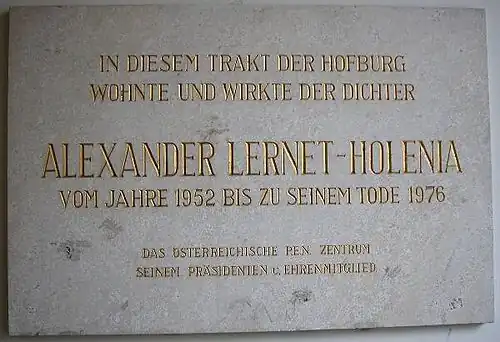 IN DIESEM TRAKT DER HOFBURG
WOHNTE UND WIRKTE DER DICHTER
ALEXANDER LERNET-HOLENIA
VOM JAHRE 1952 BIS ZU SEINEM TODE 1976
DAS ÖSTERREICHISCHE P.E.N. ZENTRUM
SEINEM PRÄSIDENTEN u. EHRENMITGLIED